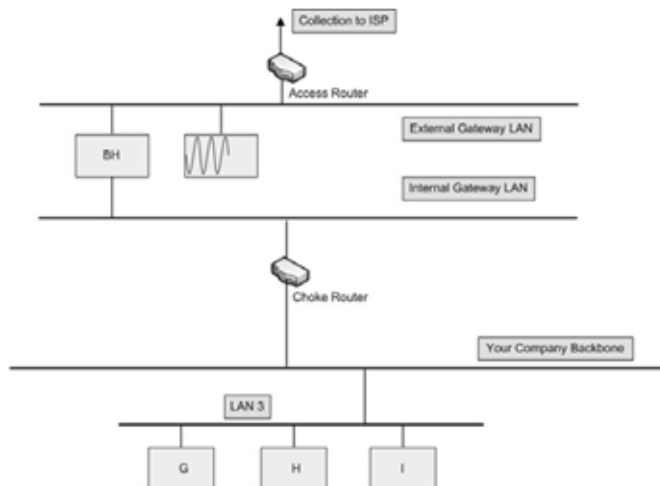 Collection to ISP
Access Router
External Gateway LAN
BH
Internal Gateway LAN
Choke Router
Your Company Backbone
LAN 3
G
H
I